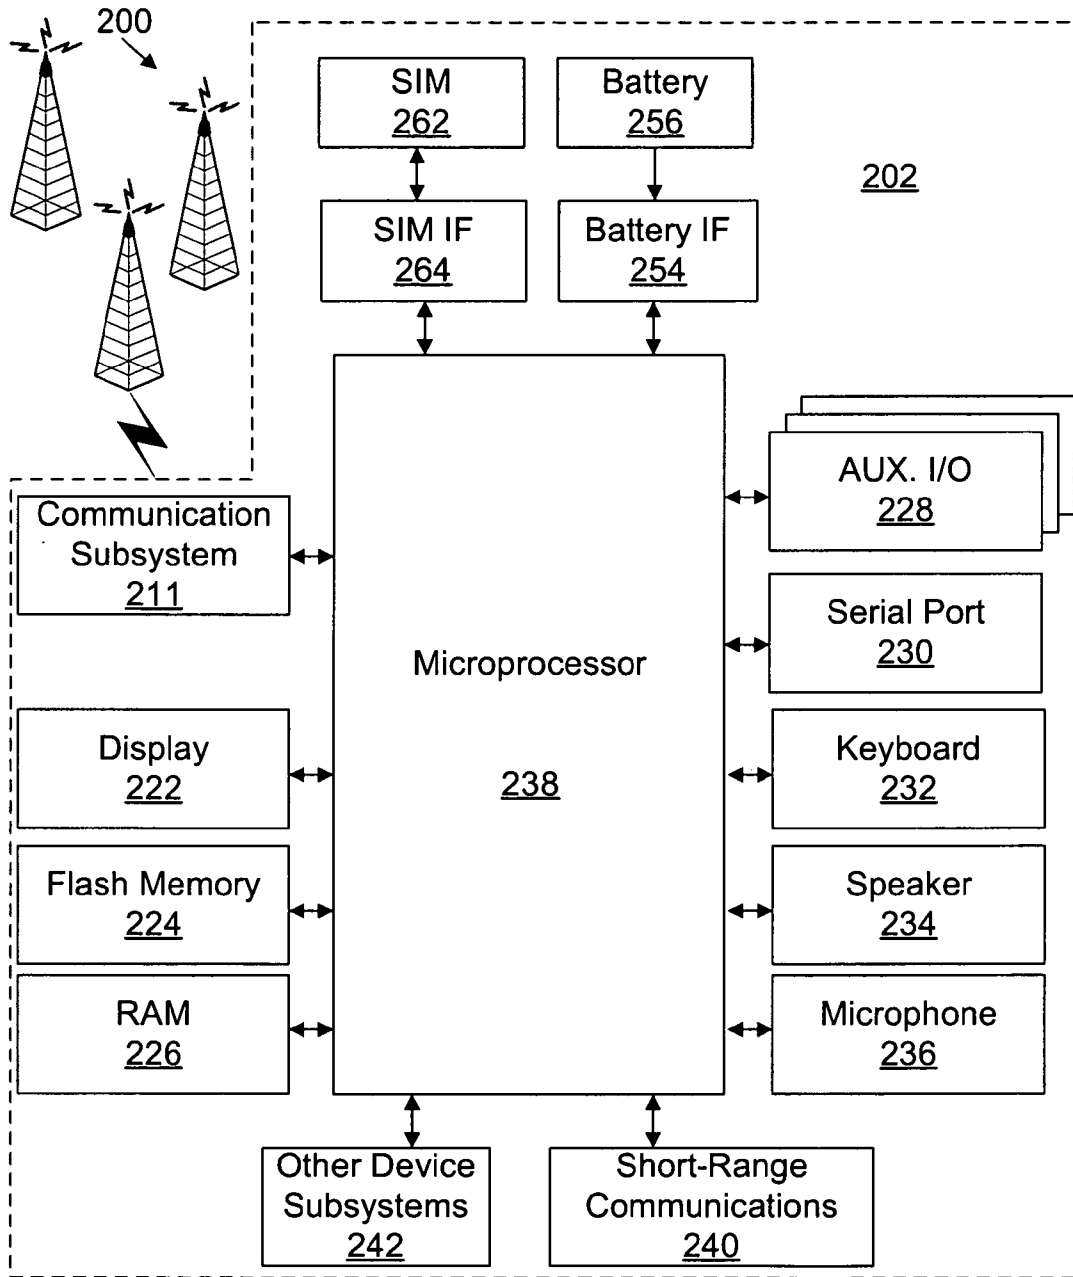 200
SIM
262
Battery
256
202
SIM IF
264
Battery IF
254
AUX. I/O
228
Communication
Subsystem
211
Serial Port
230
Microprocessor
238
Display
222
Keyboard
232
Flash Memory
224
Speaker
234
RAM
226
Microphone
236
Other Device
Subsystems
242
Short-Range
Communications
240